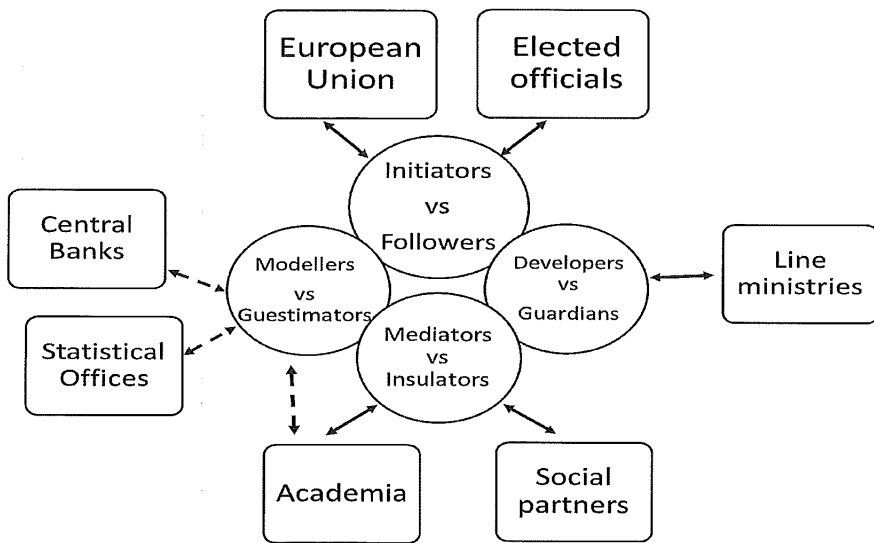 European
Union
Elected
officials
Initiators
vs
Followers
Central
Banks
Modellers
vs
Guestimators
Developers
vs
Guardians
Line
ministries
Statistical
Offices
Mediators
vs
Insulators
Academia
Social
partners